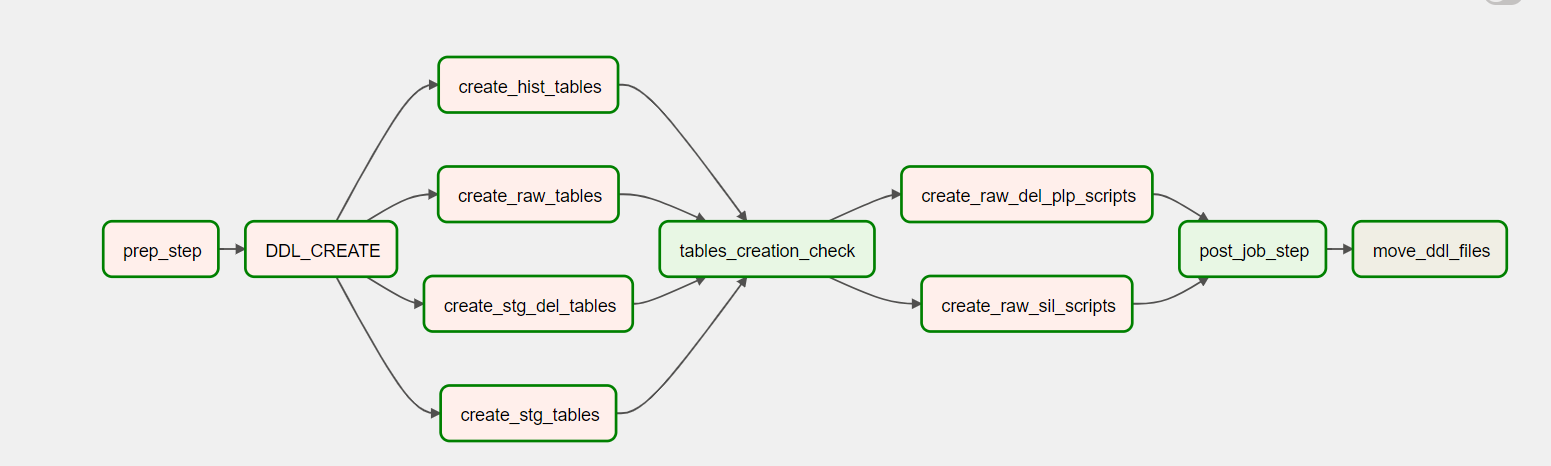 prep_step
DDL_CREATE
create_hist_tables
create_raw_tables
create_stg_del_tables
create_stg_tables
tables_creation_check
create_raw_del_plp_scripts
create_raw_sil_scripts
post_job_step
move_ddl_files